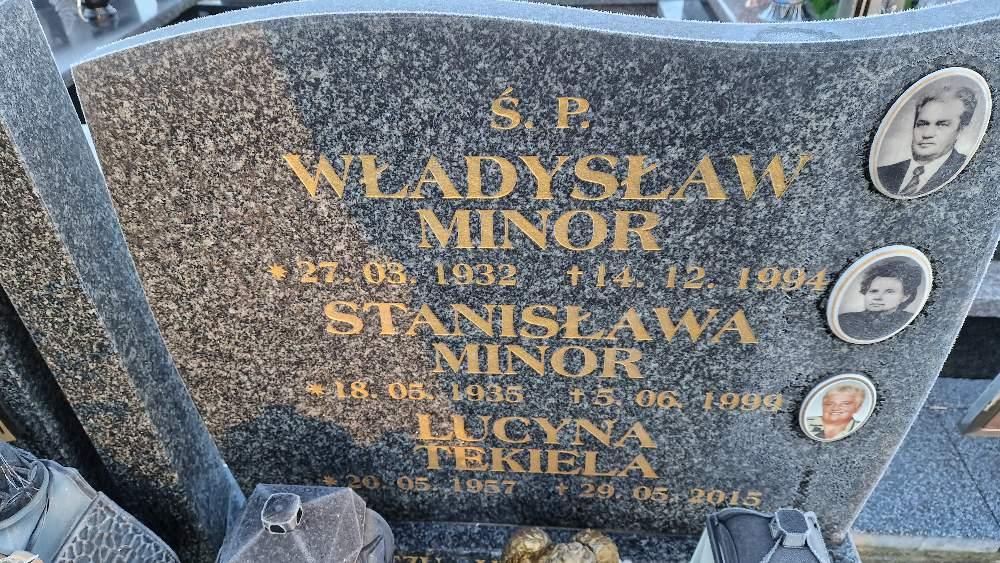 Ś. P.
WŁADYSŁAW
MINOR
* 27. 03. 1932 † 14. 12. 1994
STANISŁAWA
MINOR
* 18. 05. 1935 † 5. 06. 1999
LUCYNA
TEKIELA
* 20. 05. 1957 † 29. 05. 2015